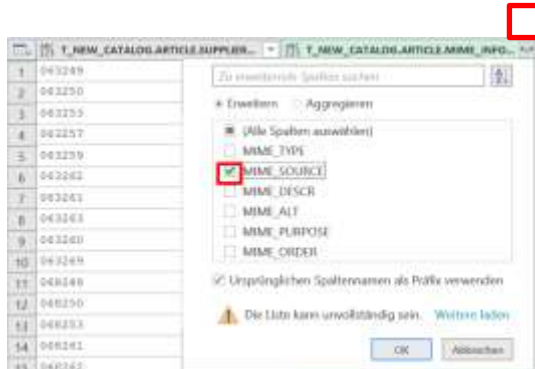 T_NEW_CATALOG.ARTICLE.SUPPLIER... T_NEW_CATALOG.ARTICLE.MIME_INFO...
Zu erweiternde Spalten suchen
Erweitern Aggregieren
(Alle Spalten auswählen)
MIME_TYPE
MIME_SOURCE
MIME_DESCR
MIME_ALT
MIME_PURPOSE
MIME_ORDER
Ursprünglichen Spaltennamen als Präfix verwenden
Die Liste kann unvollständig sein. Weitere laden
OK Abbrechen
1 063249
2 063250
3 063253
4 063257
5 063259
6 063262
7 063261
8 063263
9 063260
10 063269
11 068248
12 068250
13 068253
14 068261
15 068262